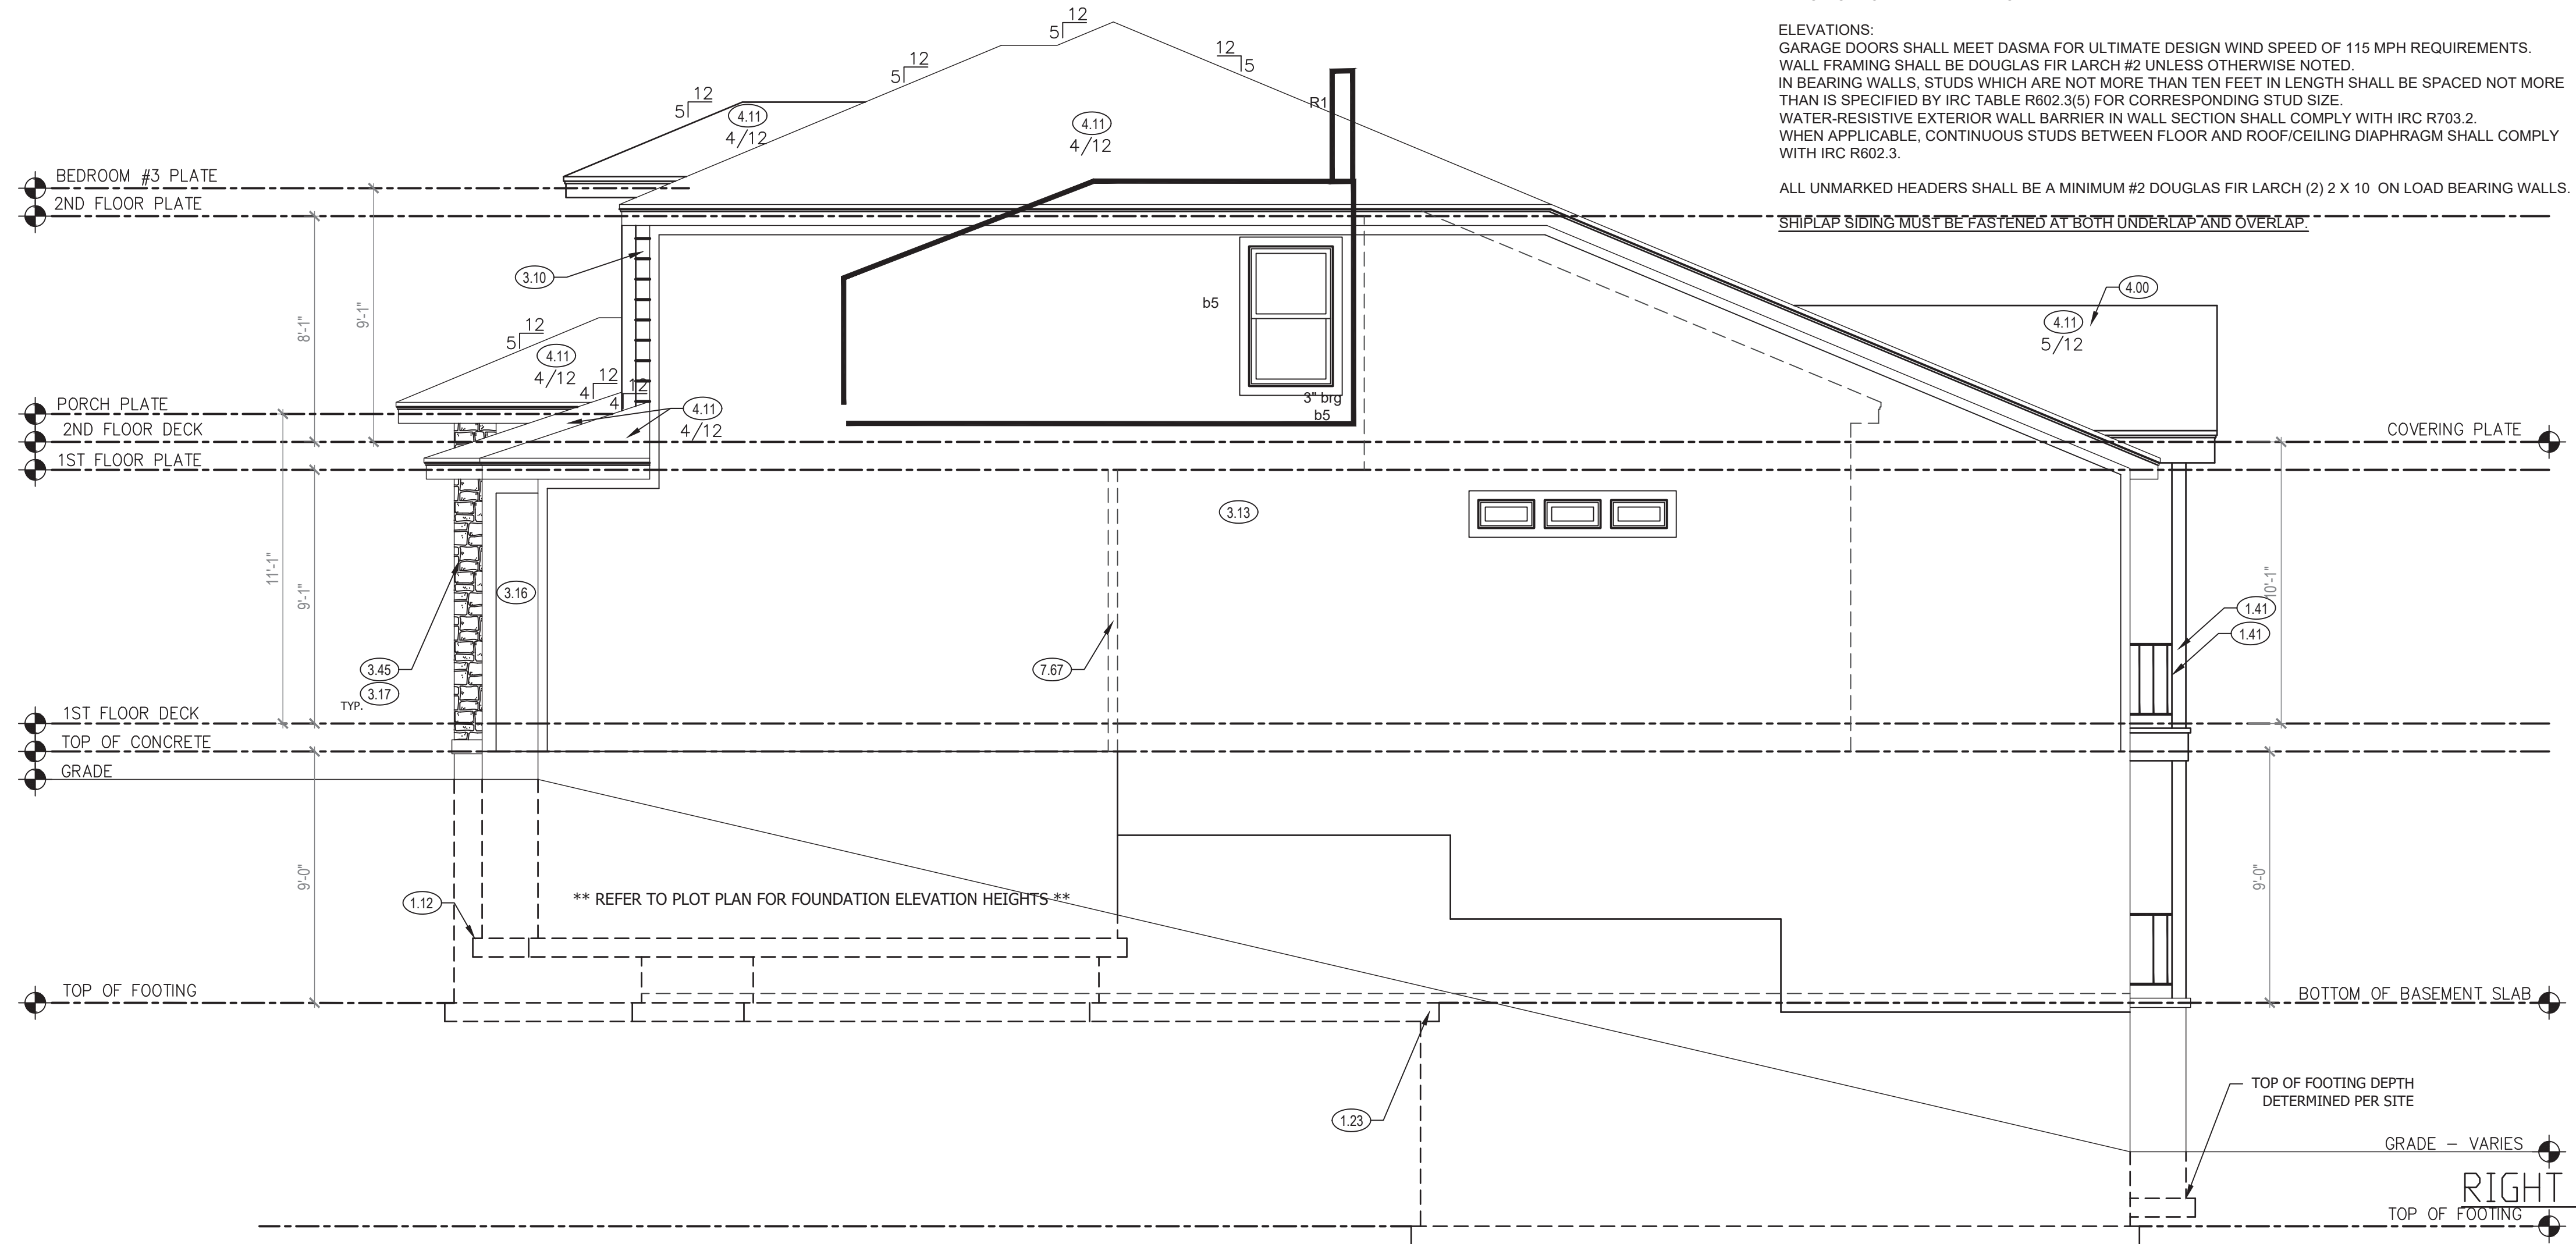 ELEVATIONS:
GARAGE DOORS SHALL MEET DASMA FOR ULTIMATE DESIGN WIND SPEED OF 115 MPH REQUIREMENTS.
WALL FRAMING SHALL BE DOUGLAS FIR LARCH #2 UNLESS OTHERWISE NOTED.
IN BEARING WALLS, STUDS WHICH ARE NOT MORE THAN TEN FEET IN LENGTH SHALL BE SPACED NOT MORE
THAN IS SPECIFIED BY IRC TABLE R602.3(5) FOR CORRESPONDING STUD SIZE.
WATER-RESISTIVE EXTERIOR WALL BARRIER IN WALL SECTION SHALL COMPLY WITH IRC R703.2.
WHEN APPLICABLE, CONTINUOUS STUDS BETWEEN FLOOR AND ROOF/CEILING DIAPHRAGM SHALL COMPLY
WITH IRC R602.3.
ALL UNMARKED HEADERS SHALL BE A MINIMUM #2 DOUGLAS FIR LARCH (2) 2 X 10 ON LOAD BEARING WALLS.
SHIPLAP SIDING MUST BE FASTENED AT BOTH UNDERLAP AND OVERLAP.
12
5
12
5
12
5
12
5
R1
4.11
4/12
4.11
4/12
BEDROOM #3 PLATE
2ND FLOOR PLATE
3.10
8'-1"
9'-1"
b5
4.00
4.11
5/12
12
5
4.11
4/12
12
4
12
4
3" brg
b5
PORCH PLATE
4.11
4/12
2ND FLOOR DECK
COVERING PLATE
1ST FLOOR PLATE
3.13
11'-1"
9'-1"
3.16
10'-1"
1.41
1.41
3.45
3.17
TYP.
7.67
1ST FLOOR DECK
TOP OF CONCRETE
GRADE
9'-0"
9'-0"
1.12
** REFER TO PLOT PLAN FOR FOUNDATION ELEVATION HEIGHTS **
TOP OF FOOTING
BOTTOM OF BASEMENT SLAB
1.23
TOP OF FOOTING DEPTH
DETERMINED PER SITE
GRADE – VARIES
RIGHT
TOP OF FOOTING